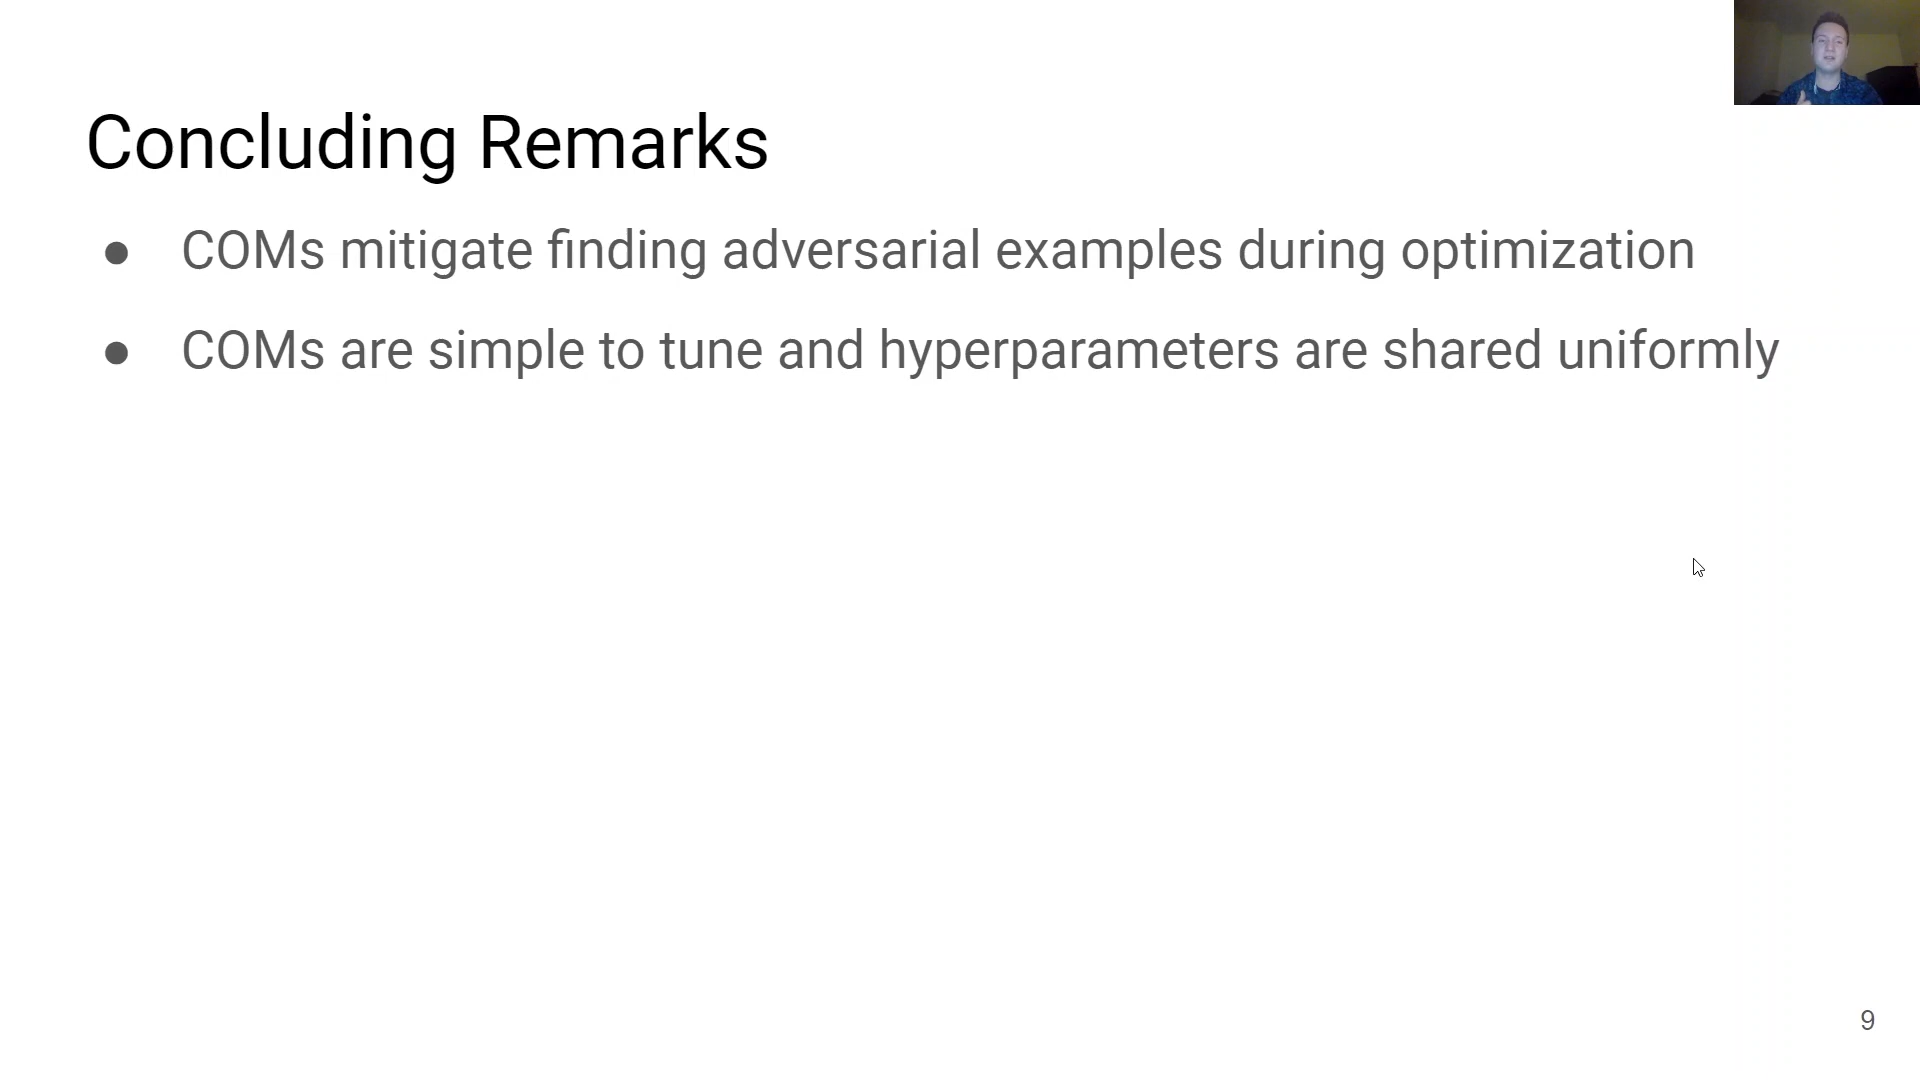 Concluding Remarks
● COMs mitigate finding adversarial examples during optimization
● COMs are simple to tune and hyperparameters are shared uniformly
9